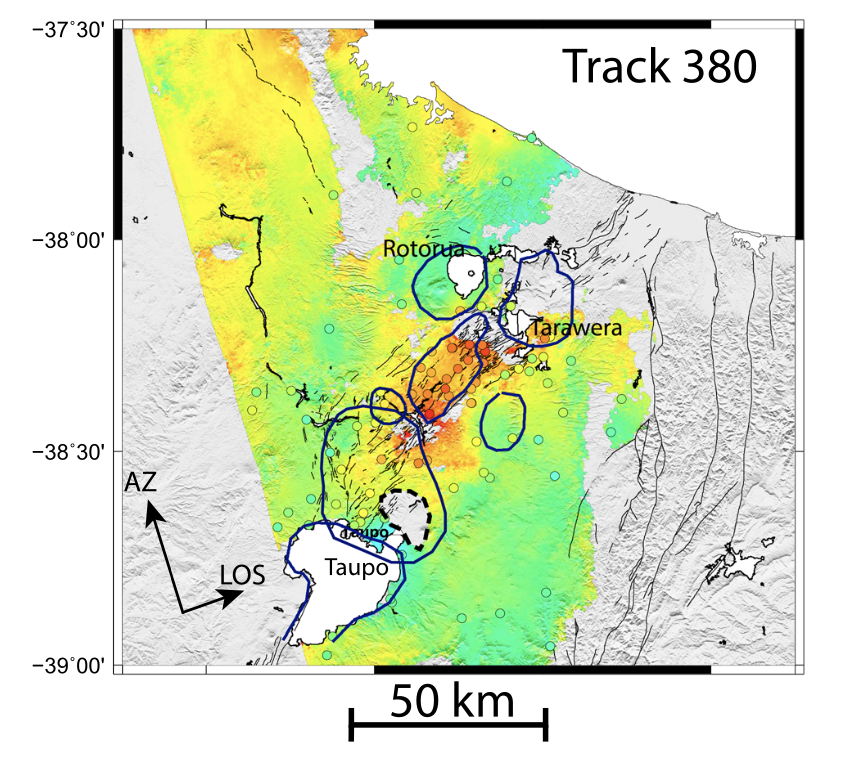 −37˚30'
Track 380
−38˚00'
Rotorua
Tarawera
−38˚30'
AZ
LOS
Taupo
Taupo
−39˚00'
50 km